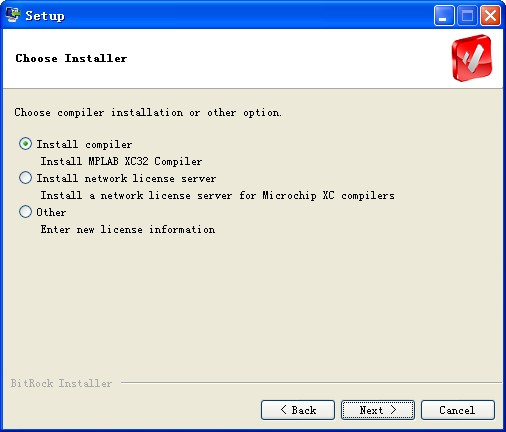 Setup
Choose Installer
Choose compiler installation or other option.
Install compiler
Install MPLAB XC32 Compiler
Install network license server
Install a network license server for Microchip XC compilers
Other
Enter new license information
BitRock Installer
< Back
Next >
Cancel